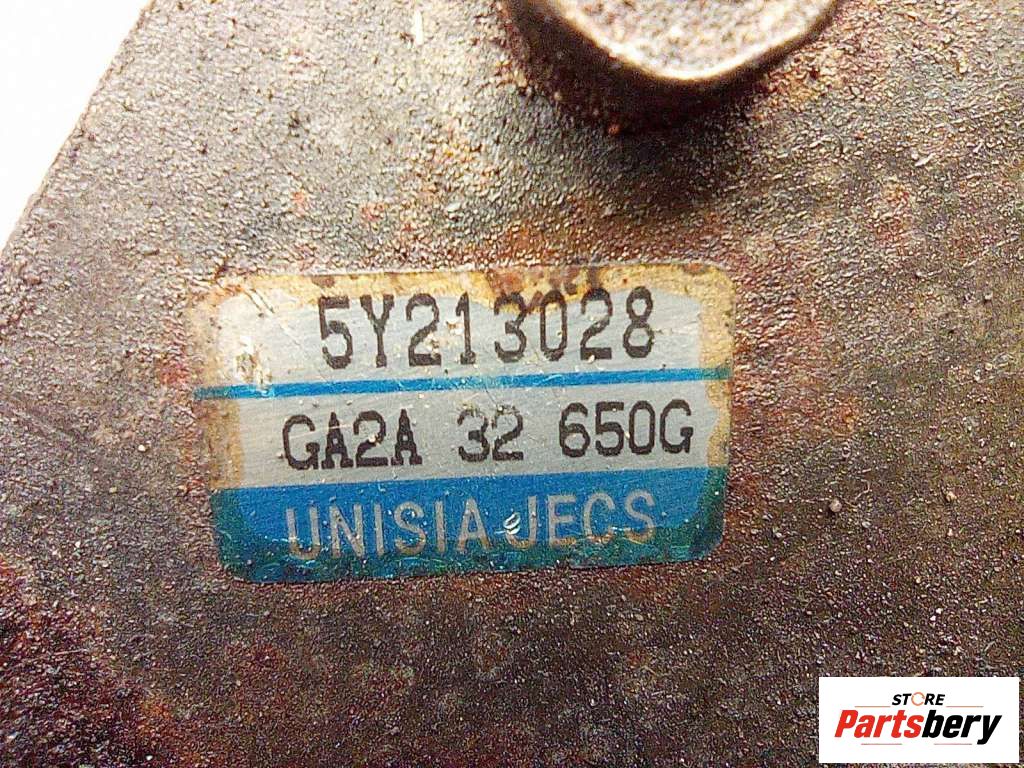 5Y213028
GA2A 32 650G
UNISIA JECS
STORE
Partsbery